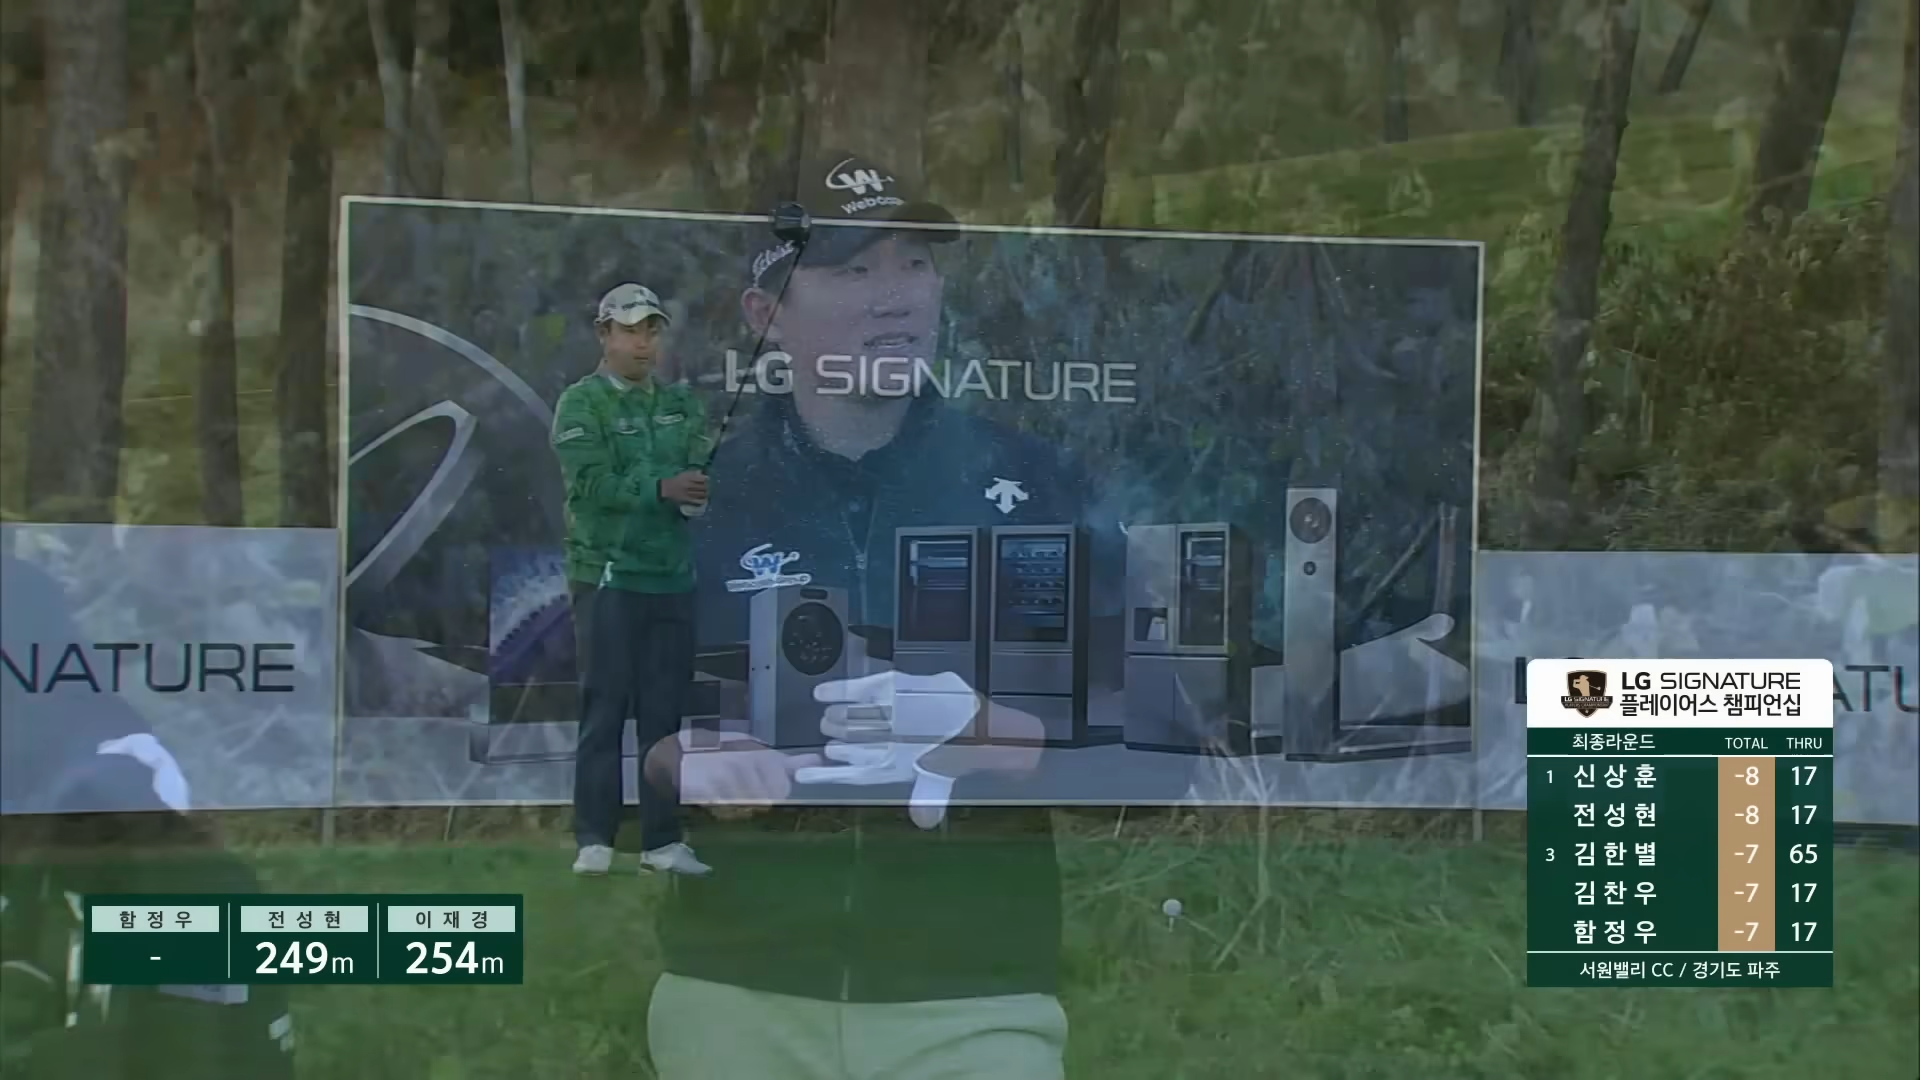 W
Webcas
Titleist
LG SIGNATURE
W
NATURE
ATU
LG SIGNATURE
플레이어스 챔피언십
최종라운드 TOTAL THRU
1 신상훈 -8 17
전성현 -8 17
3 김한별 -7 65
김찬우 -7 17
함정우 -7 17
서원밸리 CC / 경기도 파주
함정우 전성현 이재경
- 249m 254m